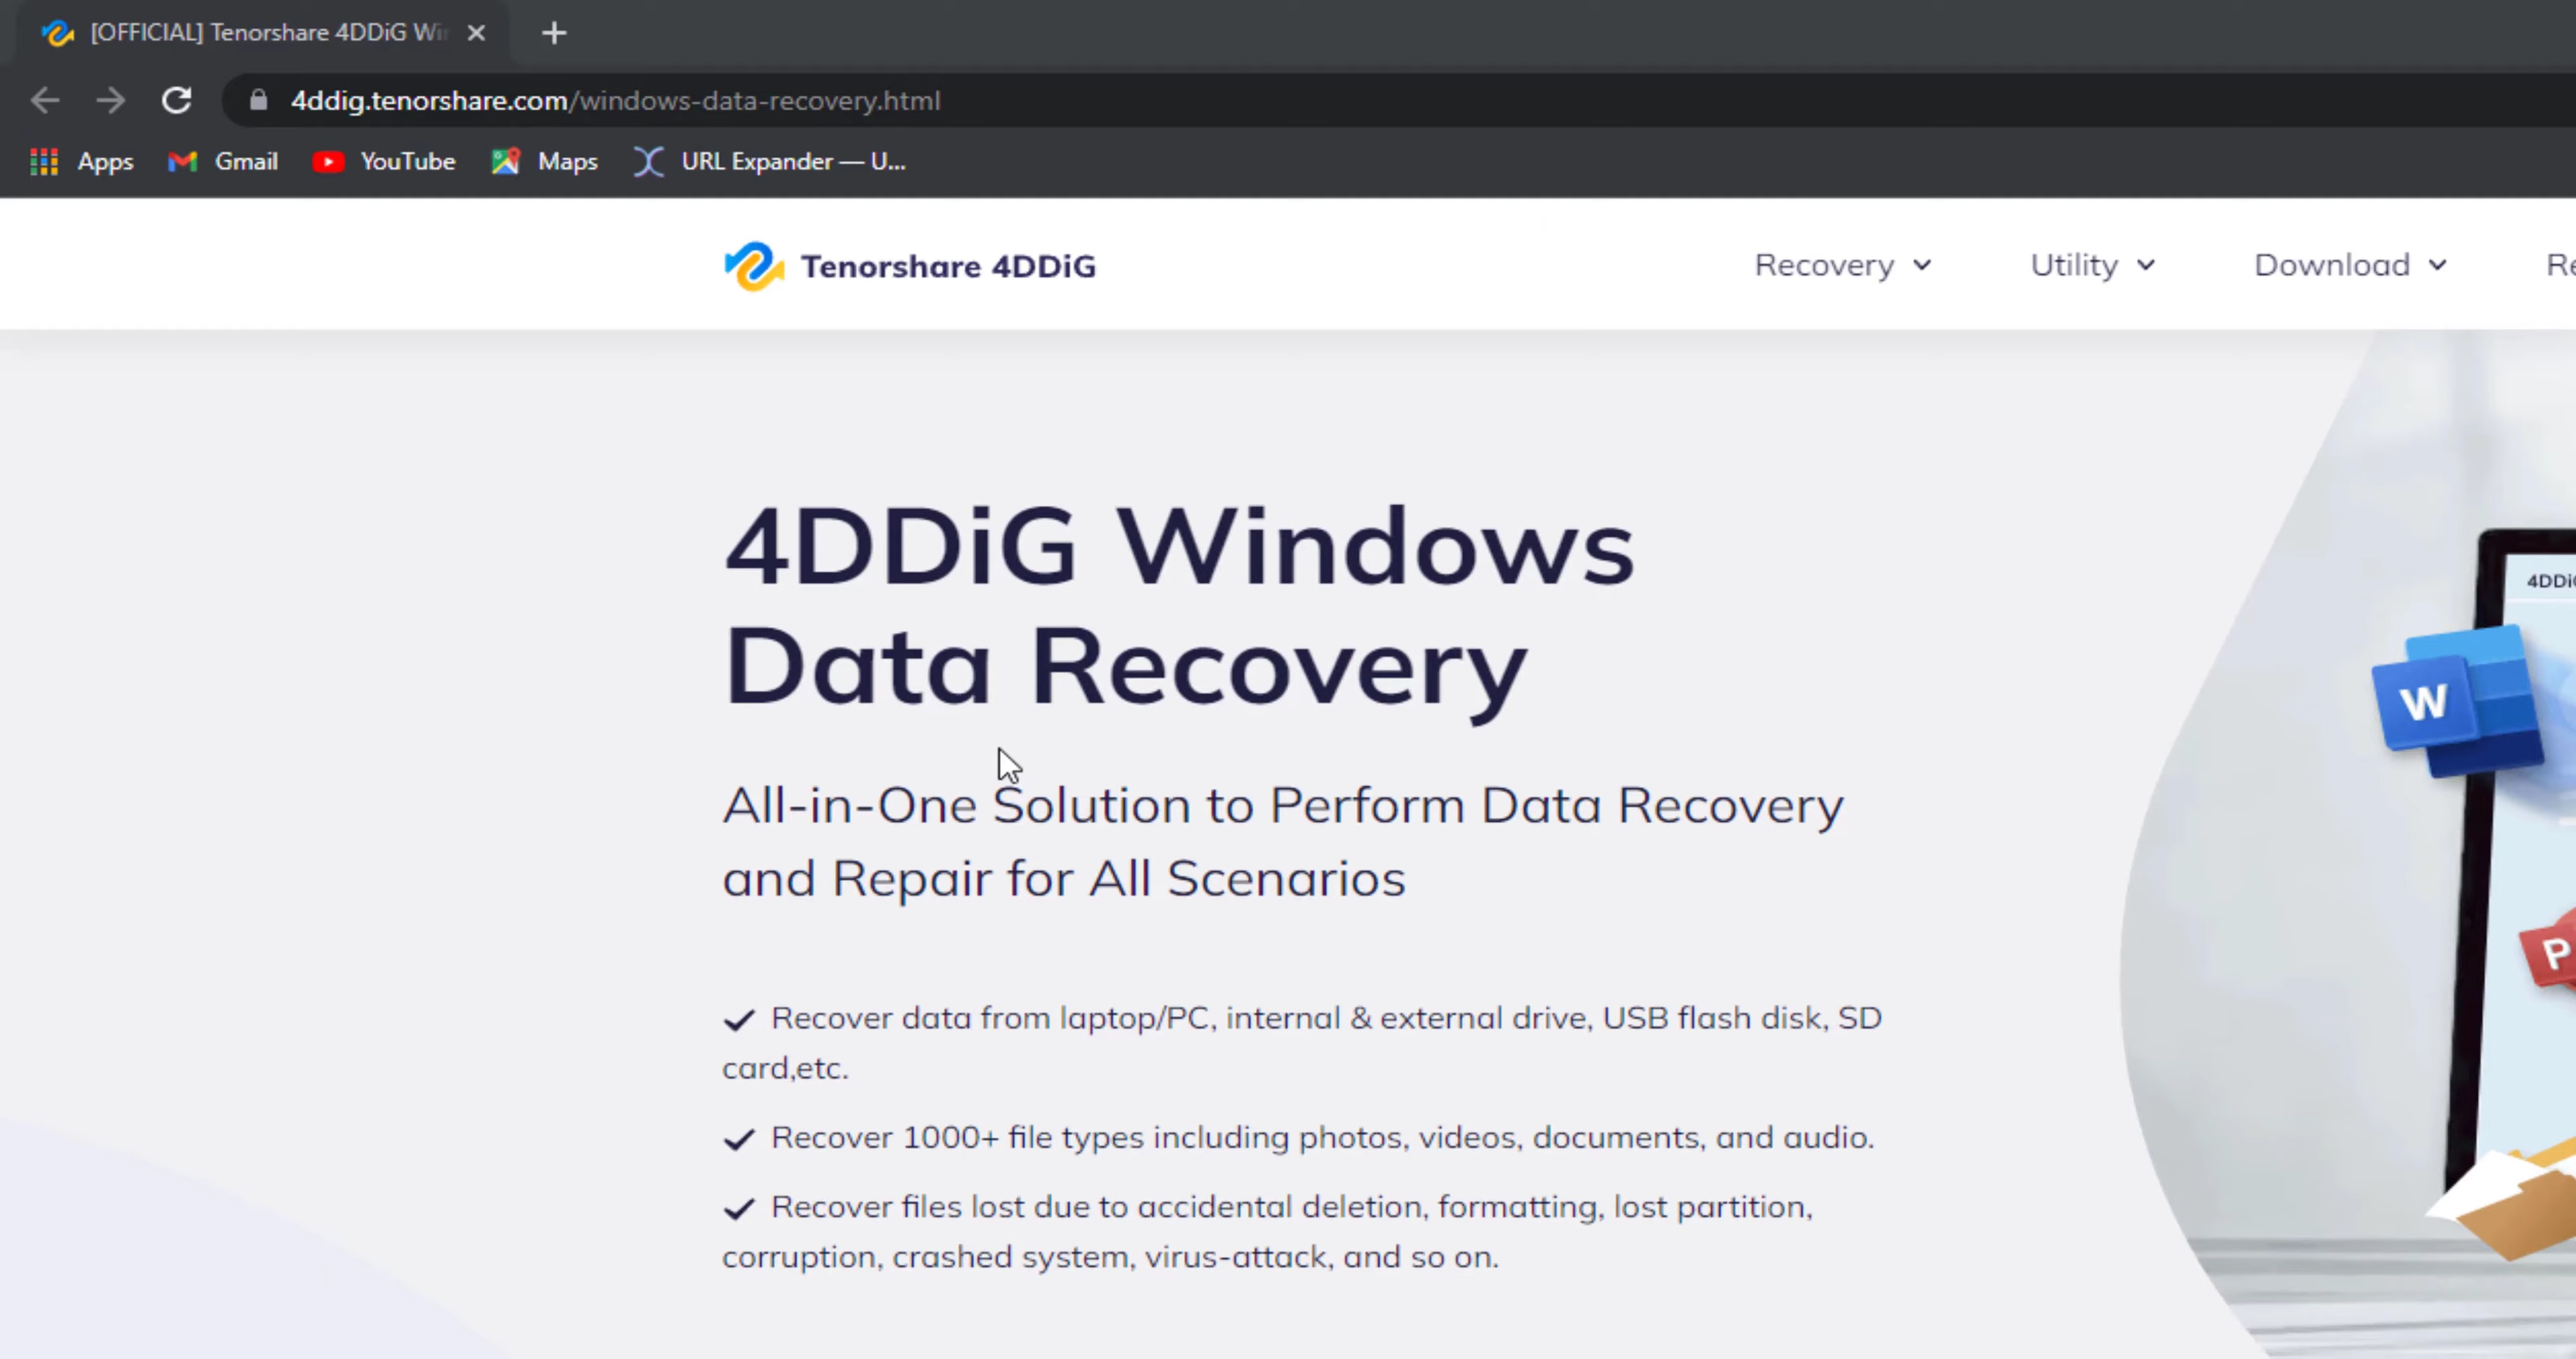 [OFFICIAL] Tenorshare 4DDiG Wi
4ddig.tenorshare.com/windows-data-recovery.html
Apps Gmail YouTube Maps URL Expander — U...
Tenorshare 4DDiG Recovery Utility Download Re
4DDiG Windows
Data Recovery
4DDi
W
All-in-One Solution to Perform Data Recovery
and Repair for All Scenarios
P
Recover data from laptop/PC, internal & external drive, USB flash disk, SD
card,etc.
Recover 1000+ file types including photos, videos, documents, and audio.
Recover files lost due to accidental deletion, formatting, lost partition,
corruption, crashed system, virus-attack, and so on.